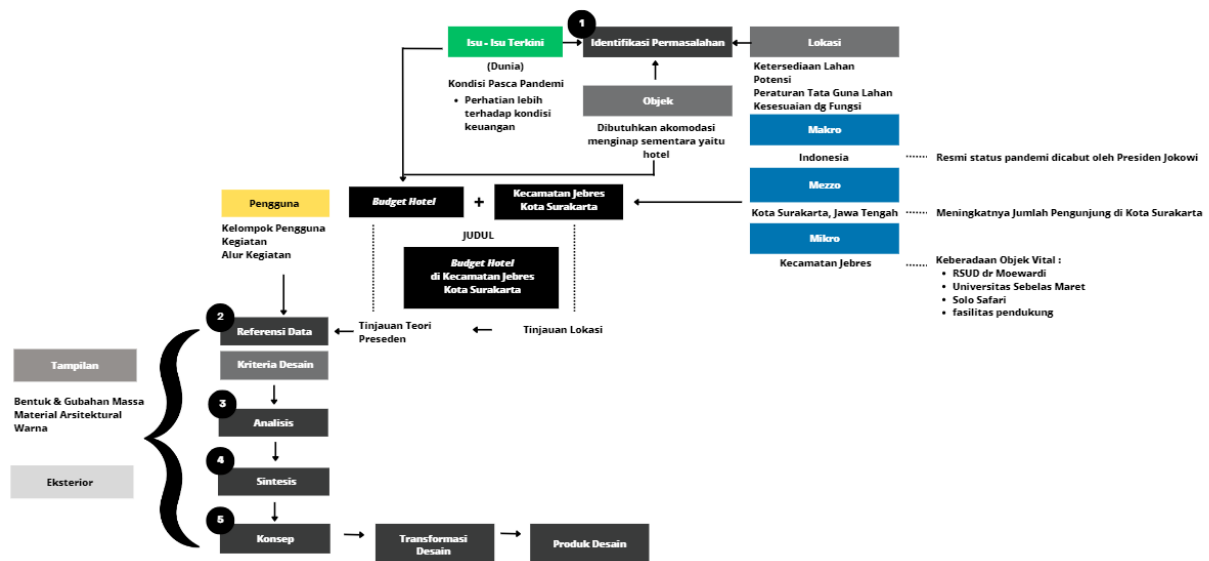 1
Isu - Isu Terkini
Identifikasi Permasalahan
Lokasi
(Dunia)
Kondisi Pasca Pandemi
• Perhatian lebih
terhadap kondisi
keuangan
Objek
Dibutuhkan akomodasi
menginap sementara yaitu
hotel
Ketersediaan Lahan
Potensi
Peraturan Tata Guna Lahan
Kesesuaian dg Fungsi
Makro
Indonesia
Resmi status pandemi dicabut oleh Presiden Jokowi
Mezzo
Kota Surakarta, Jawa Tengah
Meningkatnya Jumlah Pengunjung di Kota Surakarta
Mikro
Kecamatan Jebres
Keberadaan Objek Vital :
• RSUD dr Moewardi
• Universitas Sebelas Maret
• Solo Safari
• fasilitas pendukung
Pengguna
Kelompok Pengguna
Kegiatan
Alur Kegiatan
Budget Hotel
+
Kecamatan Jebres
Kota Surakarta
JUDUL
Budget Hotel
di Kecamatan Jebres
Kota Surakarta
2
Referensi Data
Tinjauan Teori
Preseden
Tinjauan Lokasi
Kriteria Desain
Tampilan
Bentuk & Gubahan Massa
Material Arsitektural
Warna
Eksterior
3
Analisis
4
Sintesis
5
Konsep
Transformasi
Desain
Produk Desain